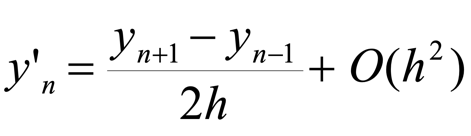 y'ₙ = (yₙ₊₁ − yₙ₋₁) / 2h + O(h²)